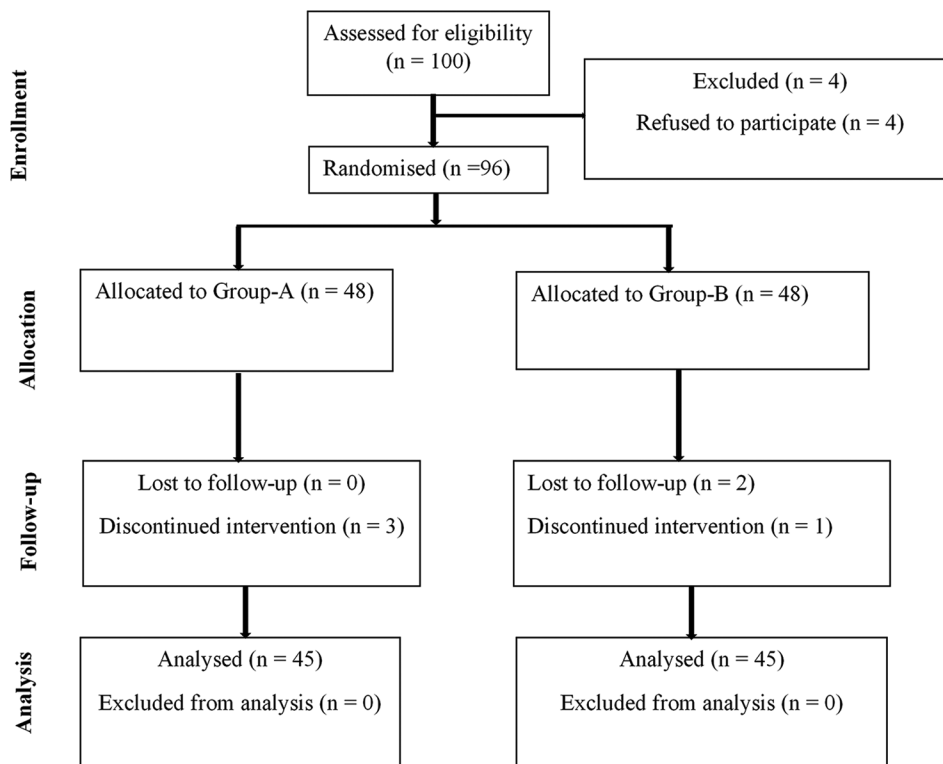 Enrollment
Assessed for eligibility
(n = 100)
Excluded (n = 4)
Refused to participate (n = 4)
Randomised (n =96)
Allocation
Allocated to Group-A (n = 48)
Allocated to Group-B (n = 48)
Follow-up
Lost to follow-up (n = 0)
Discontinued intervention (n = 3)
Lost to follow-up (n = 2)
Discontinued intervention (n = 1)
Analysis
Analysed (n = 45)
Excluded from analysis (n = 0)
Analysed (n = 45)
Excluded from analysis (n = 0)